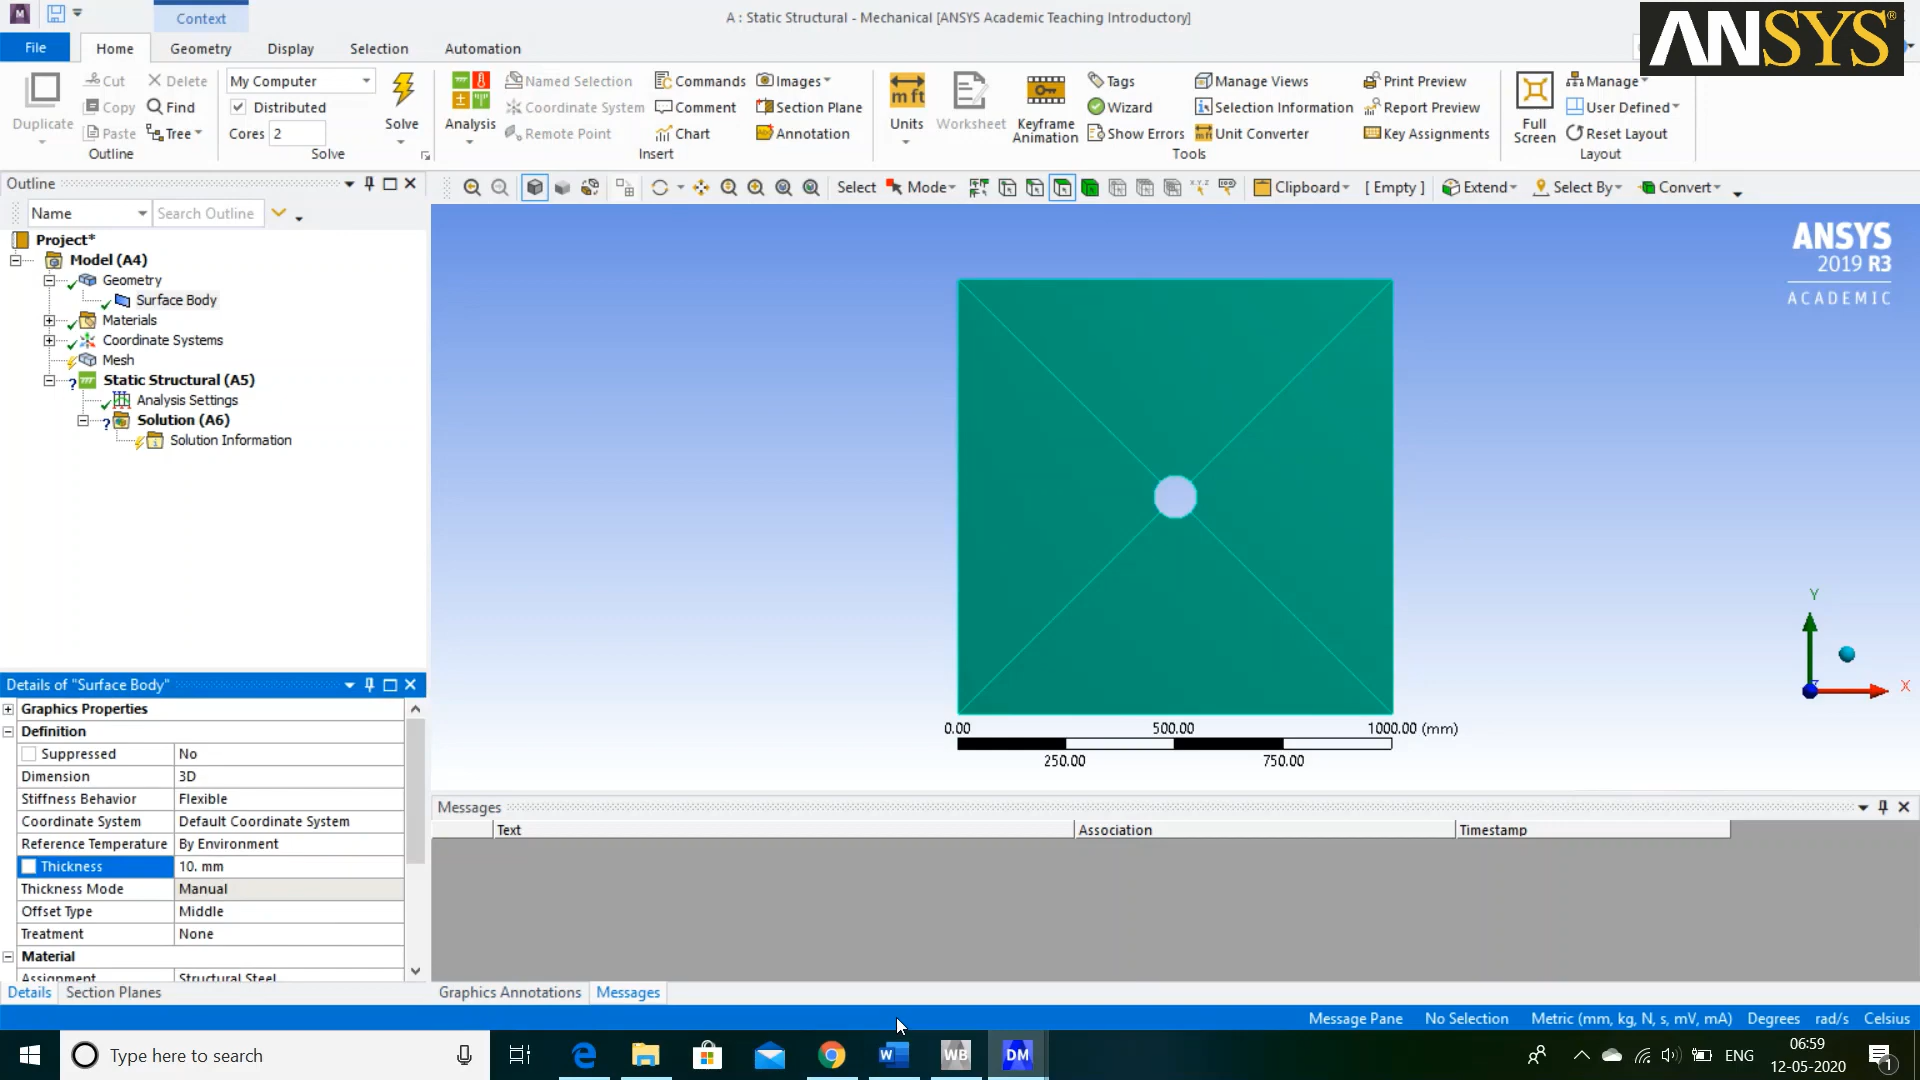 Context
A : Static Structural - Mechanical [ANSYS Academic Teaching Introductory]
ANSYS®
File Home Geometry Display Selection Automation
Duplicate
Cut Delete
Copy Find
Paste Tree
Outline
My Computer
Distributed
Cores 2
Solve
Solve
Analysis
Named Selection Commands Images
Coordinate System Comment Section Plane
Remote Point Chart Annotation
Insert
mft
Units
Worksheet
Keyframe
Animation
Tags Manage Views Print Preview
Wizard Selection Information Report Preview
Show Errors Unit Converter Key Assignments
Tools
Full
Screen
Manage
User Defined
Reset Layout
Layout
Outline
Select Mode Clipboard [ Empty ] Extend Select By Convert
Name Search Outline
Project*
Model (A4)
Geometry
Surface Body
Materials
Coordinate Systems
Mesh
Static Structural (A5)
Analysis Settings
Solution (A6)
Solution Information
ANSYS
2019 R3
ACADEMIC
Y
X
0.00 500.00 1000.00 (mm)
250.00 750.00
Details of "Surface Body"
Graphics Properties
Definition
Suppressed No
Dimension 3D
Stiffness Behavior Flexible
Coordinate System Default Coordinate System
Reference Temperature By Environment
Thickness 10. mm
Thickness Mode Manual
Offset Type Middle
Treatment None
Material
Assignment Structural Steel
Details Section Planes
Messages
Text Association Timestamp
Graphics Annotations Messages
Message Pane No Selection Metric (mm, kg, N, s, mV, mA) Degrees rad/s Celsius
Type here to search
WB DM
ENG
06:59
12-05-2020
1